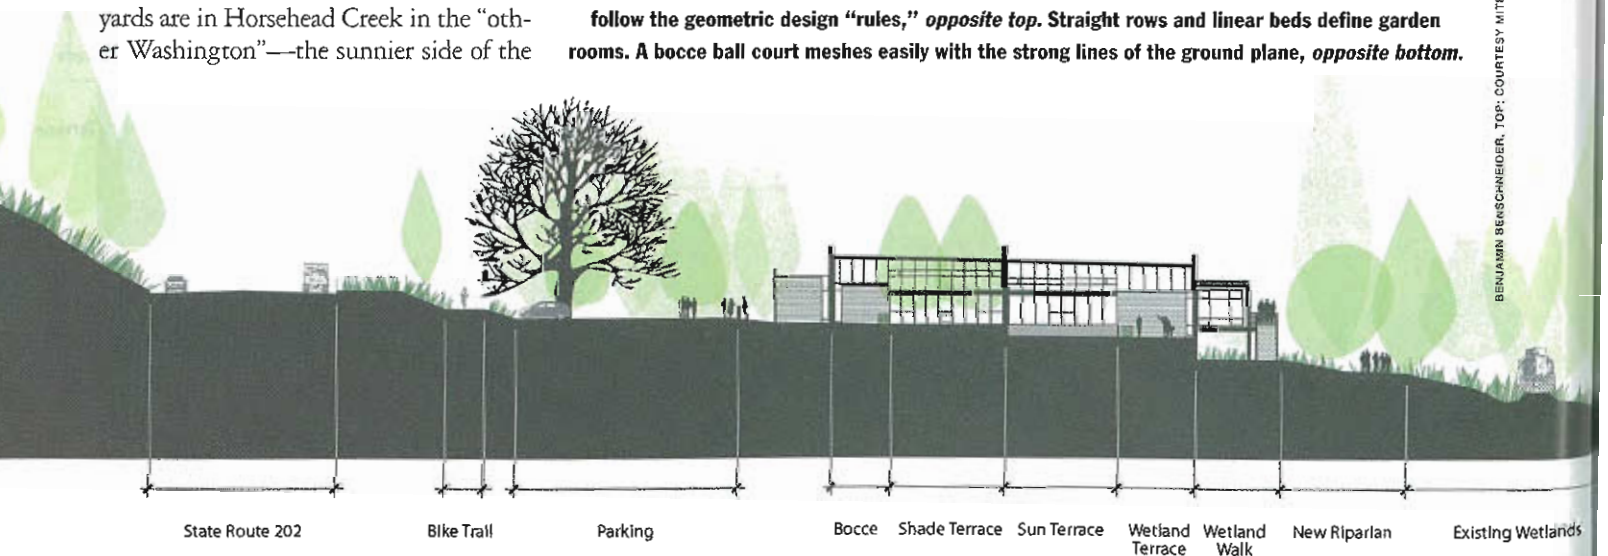 yards are in Horsehead Creek in the “oth-
er Washington”—the sunnier side of the
follow the geometric design “rules,” opposite top. Straight rows and linear beds define garden
rooms. A bocce ball court meshes easily with the strong lines of the ground plane, opposite bottom.
BENJAMIN BENSCHNEIDER, TOP; COURTESY
State Route 202
Bike Trail
Parking
Bocce
Shade Terrace
Sun Terrace
Wetland
Terrace
Wetland
Walk
New Riparian
Existing Wetlands